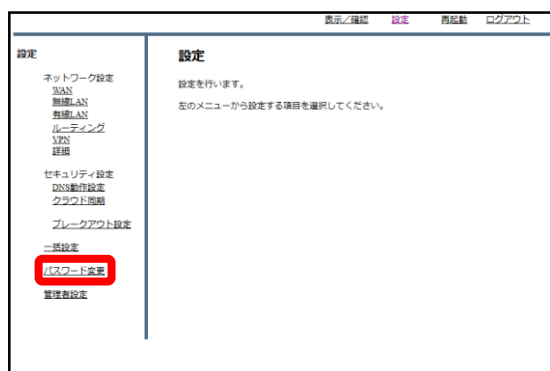 表示／確認 設定 再起動 ログアウト
設定
ネットワーク設定
WAN
無線LAN
有線LAN
ルーティング
VPN
詳細
セキュリティ設定
DNS動作設定
クラウド同期
ブレークアウト設定
一括設定
パスワード変更
管理者設定
設定
設定を行います。
左のメニューから設定する項目を選択してください。